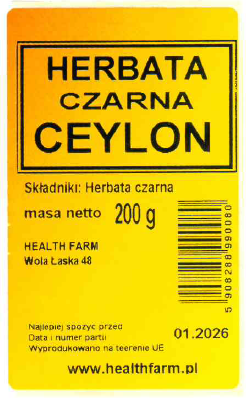 HERBATA
CZARNA
CEYLON
Składniki: Herbata czarna
masa netto 200 g
HEALTH FARM
Wola Łaska 48
5 908288 990080
Najlepiej spożyć przed
Data i numer partii
Wyprodukowano na teerenie UE
01.2026
www.healthfarm.pl